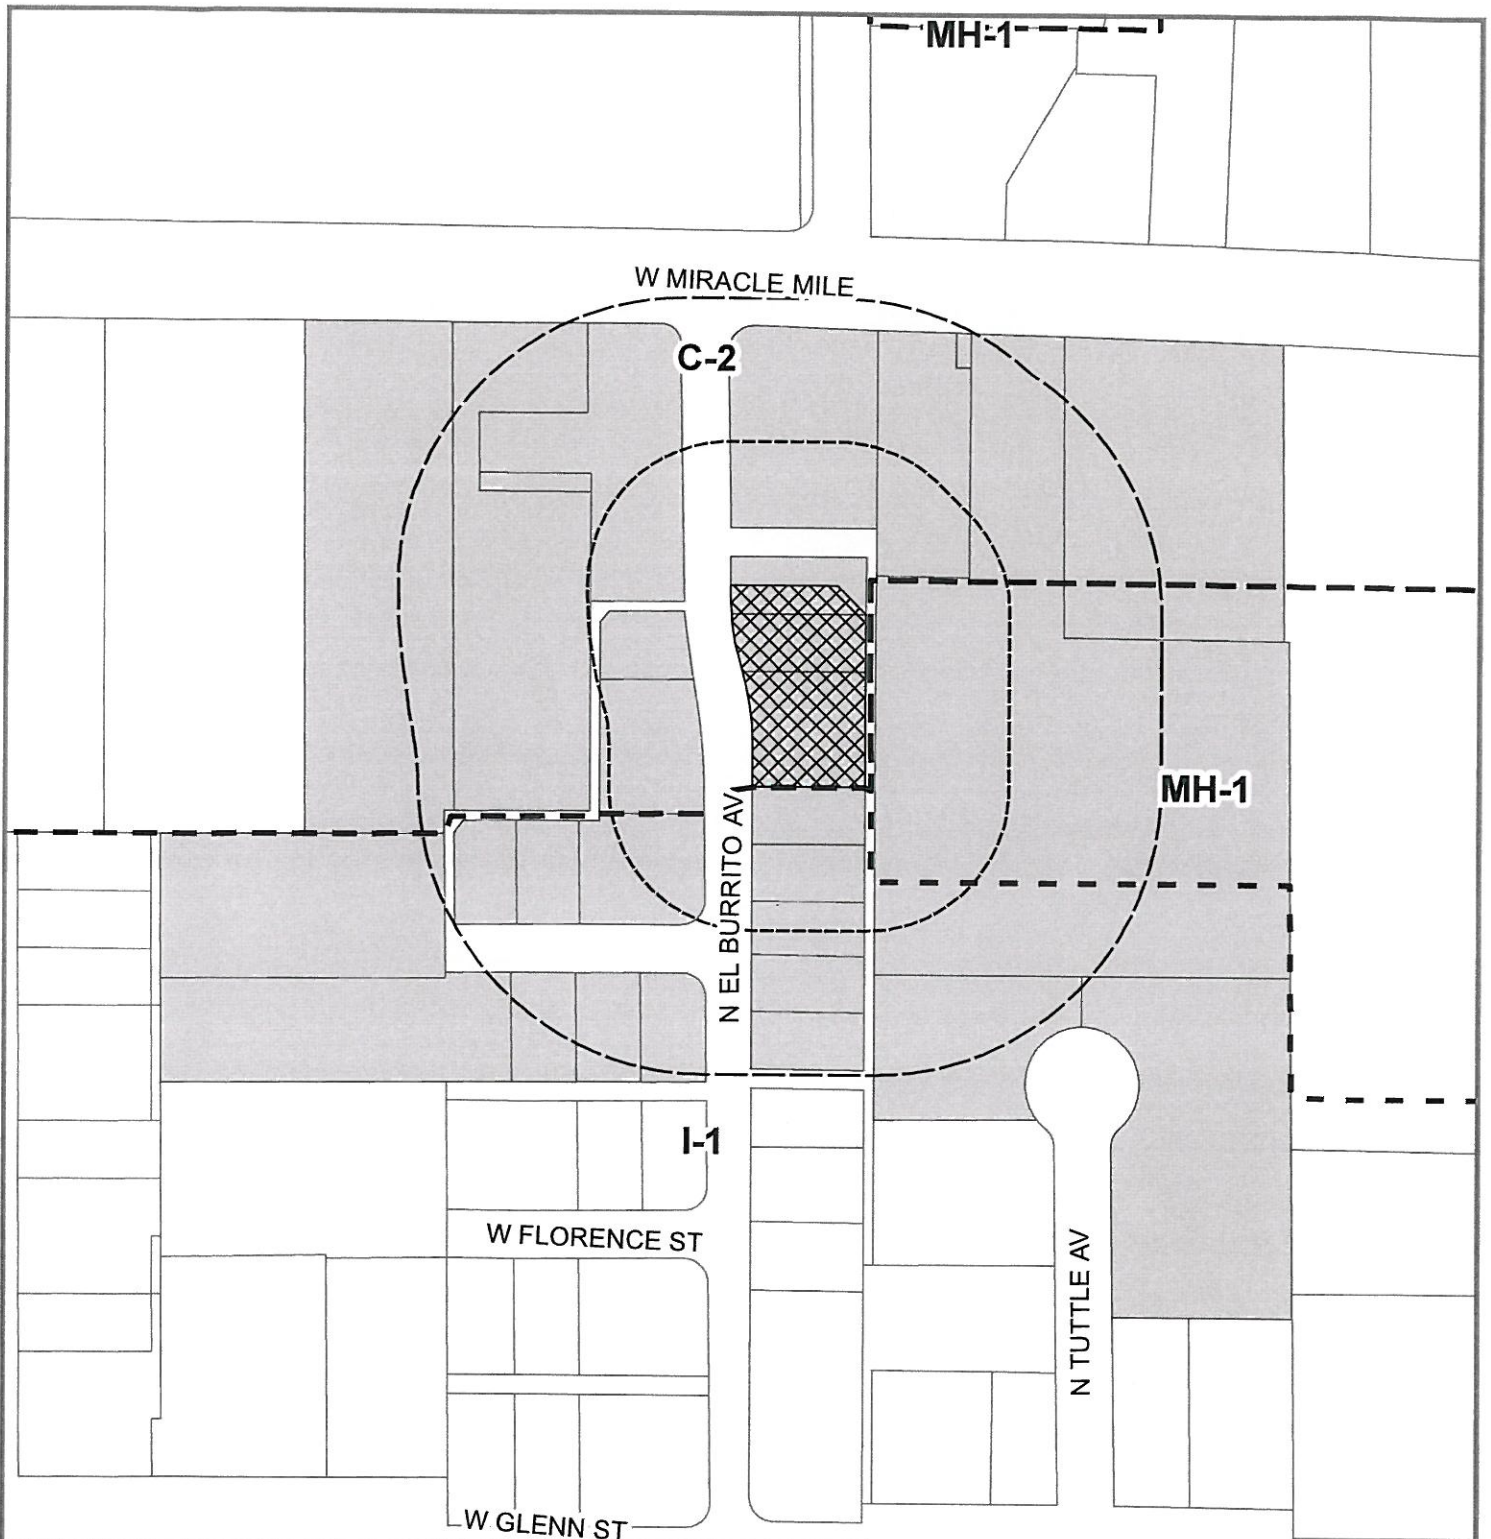 MH-1
W MIRACLE MILE
C-2
MH-1
N EL BURRITO AV
I-1
W FLORENCE ST
N TUTTLE AV
W GLENN ST